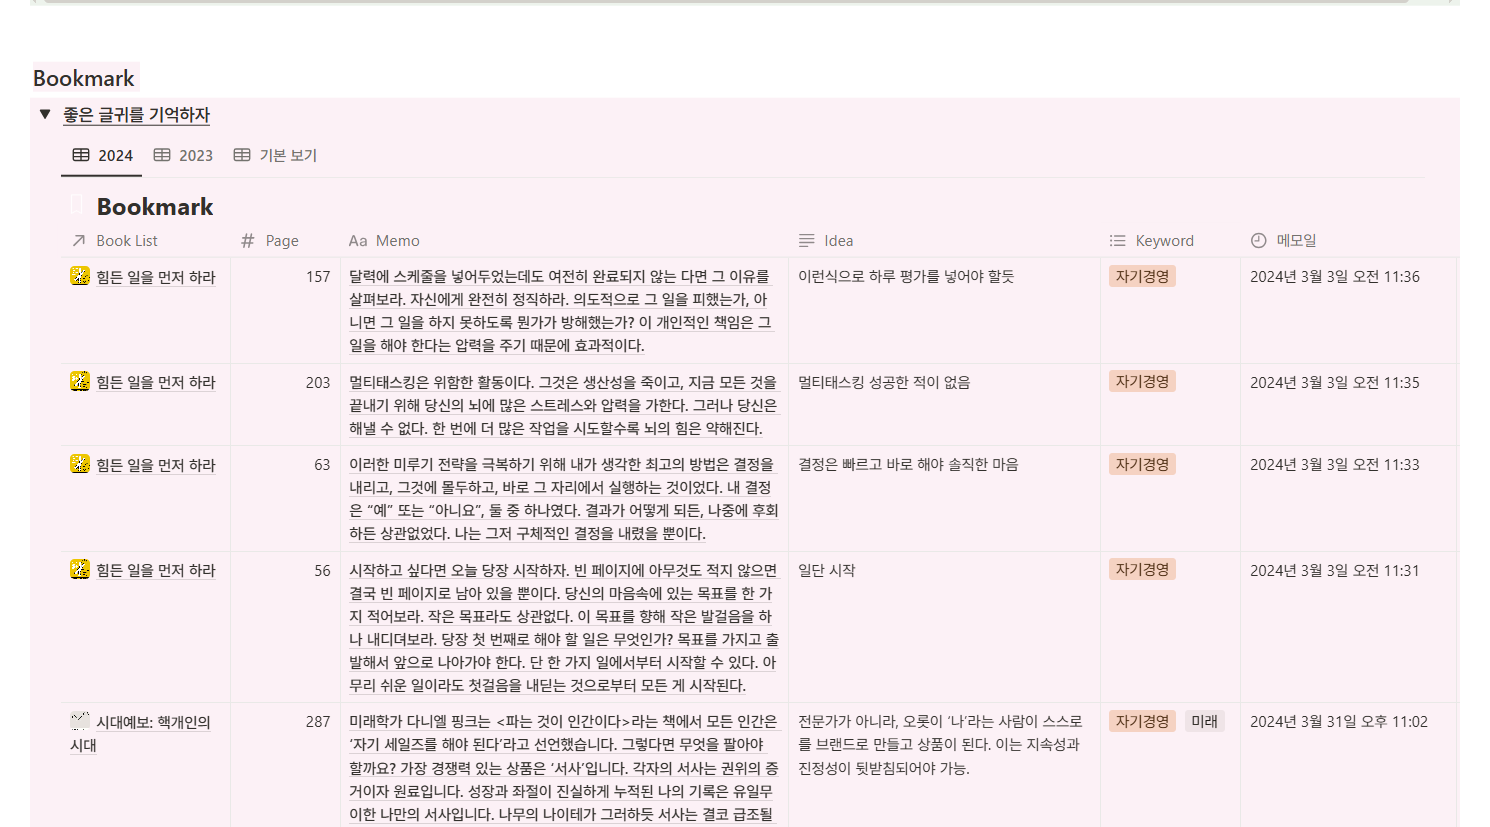 Bookmark
좋은 글귀를 기억하자
2024 2023 기본 보기
Bookmark
Book List Page Aa Memo Idea Keyword 메모일
힘든 일을 먼저 하라 157 달력에 스케줄을 넣어두었는데도 여전히 완료되지 않는 다면 그 이유를 이런식으로 하루 평가를 넣어야 할듯 자기경영 2024년 3월 3일 오전 11:36
살펴보라. 자신에게 완전히 정직하라. 의도적으로 그 일을 피했는가, 아
니면 그 일을 하지 못하도록 뭔가가 방해했는가? 이 개인적인 책임은 그
일을 해야 한다는 압력을 주기 때문에 효과적이다.
힘든 일을 먼저 하라 203 멀티태스킹은 위함한 활동이다. 그것은 생산성을 죽이고, 지금 모든 것을 멀티태스킹 성공한 적이 없음 자기경영 2024년 3월 3일 오전 11:35
끝내기 위해 당신의 뇌에 많은 스트레스와 압력을 가한다. 그러나 당신은
해낼 수 없다. 한 번에 더 많은 작업을 시도할수록 뇌의 힘은 약해진다.
힘든 일을 먼저 하라 63 이러한 미루기 전략을 극복하기 위해 내가 생각한 최고의 방법은 결정을 결정은 빠르고 바로 해야 솔직한 마음 자기경영 2024년 3월 3일 오전 11:33
내리고, 그것에 몰두하고, 바로 그 자리에서 실행하는 것이었다. 내 결정
은 “예” 또는 “아니요”, 둘 중 하나였다. 결과가 어떻게 되든, 나중에 후회
하든 상관없었다. 나는 그저 구체적인 결정을 내렸을 뿐이다.
힘든 일을 먼저 하라 56 시작하고 싶다면 오늘 당장 시작하자. 빈 페이지에 아무것도 적지 않으면 일단 시작 자기경영 2024년 3월 3일 오전 11:31
결국 빈 페이지로 남아 있을 뿐이다. 당신의 마음속에 있는 목표를 한 가
지 적어보라. 작은 목표라도 상관없다. 이 목표를 향해 작은 발걸음을 하
나 내디뎌보라. 당장 첫 번째로 해야 할 일은 무엇인가? 목표를 가지고 출
발해서 앞으로 나아가야 한다. 단 한 가지 일에서부터 시작할 수 있다. 아
무리 쉬운 일이라도 첫걸음을 내딛는 것으로부터 모든 게 시작된다.
시대예보: 핵개인의 287 미래학가 다니엘 핑크는 <파는 것이 인간이다>라는 책에서 모든 인간은 전문가가 아니라, 오롯이 ‘나’라는 사람이 스스로 자기경영 미래 2024년 3월 31일 오후 11:02
시대 ‘자기 세일즈를 해야 된다’라고 선언했습니다. 그렇다면 무엇을 팔아야 를 브랜드로 만들고 상품이 된다. 이는 지속성과
할까요? 가장 경쟁력 있는 상품은 ‘서사’입니다. 각자의 서사는 권위의 증 진정성이 뒷받침되어야 가능.
거이자 원료입니다. 성장과 좌절이 진실하게 누적된 나의 기록은 유일무
이한 나만의 서사입니다. 나무의 나이테가 그러하듯 서사는 결코 급조될